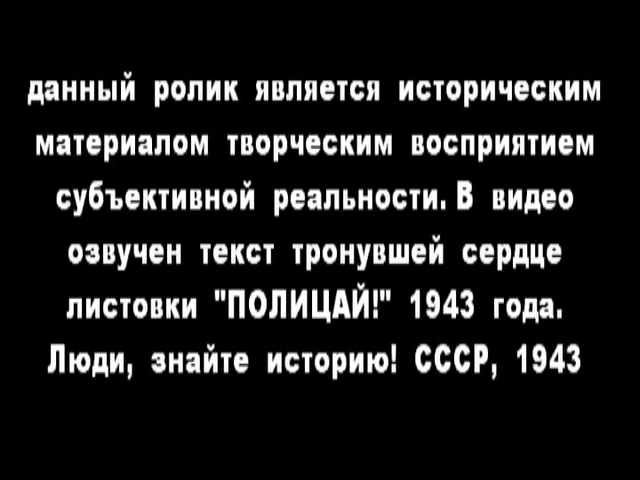 данный ролик является историческим
материалом творческим восприятием
субъективной реальности. В видео
озвучен текст тронувшей сердце
листовки "ПОЛИЦАЙ!" 1943 года.
Люди, знайте историю! СССР, 1943